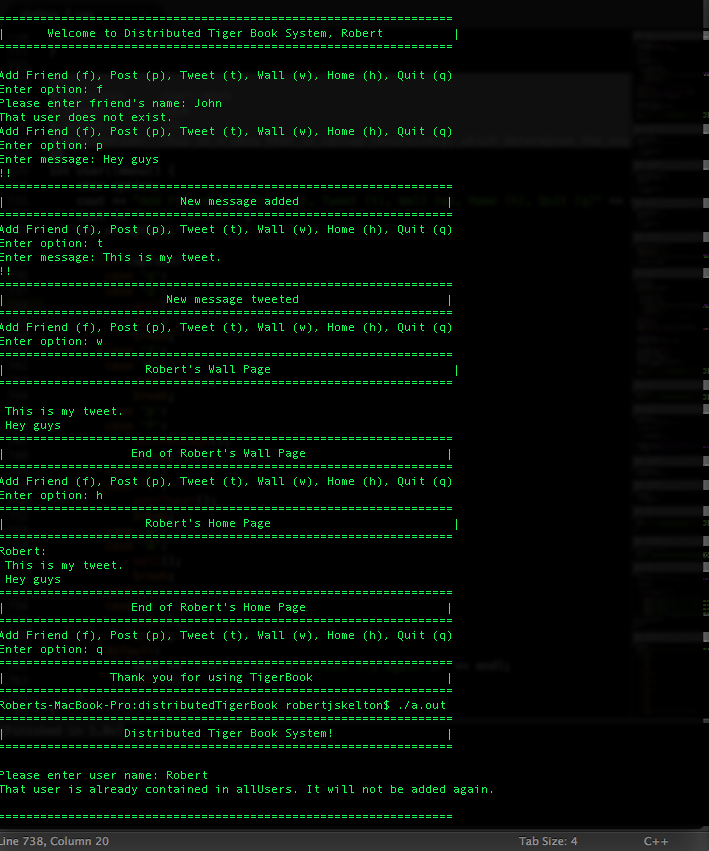 =================================================================
| Welcome to Distributed Tiger Book System, Robert |
=================================================================
Add Friend (f), Post (p), Tweet (t), Wall (w), Home (h), Quit (q)
Enter option: f
Please enter friend's name: John
That user does not exist.
Add Friend (f), Post (p), Tweet (t), Wall (w), Home (h), Quit (q)
Enter option: p
Enter message: Hey guys
!!
=================================================================
| New message added |
=================================================================
Add Friend (f), Post (p), Tweet (t), Wall (w), Home (h), Quit (q)
Enter option: t
Enter message: This is my tweet.
!!
=================================================================
| New message tweeted |
=================================================================
Add Friend (f), Post (p), Tweet (t), Wall (w), Home (h), Quit (q)
Enter option: w
=================================================================
| Robert's Wall Page |
=================================================================
This is my tweet.
Hey guys
=================================================================
| End of Robert's Wall Page |
=================================================================
Add Friend (f), Post (p), Tweet (t), Wall (w), Home (h), Quit (q)
Enter option: h
=================================================================
| Robert's Home Page |
=================================================================
Robert:
This is my tweet.
Hey guys
=================================================================
| End of Robert's Home Page |
=================================================================
Add Friend (f), Post (p), Tweet (t), Wall (w), Home (h), Quit (q)
Enter option: q
=================================================================
| Thank you for using TigerBook |
=================================================================
Roberts-MacBook-Pro:distributedTigerBook robertjskelton$ ./a.out
=================================================================
| Distributed Tiger Book System! |
=================================================================
Please enter user name: Robert
That user is already contained in allUsers. It will not be added again.
=================================================================
Line 738, Column 20 Tab Size: 4 C++